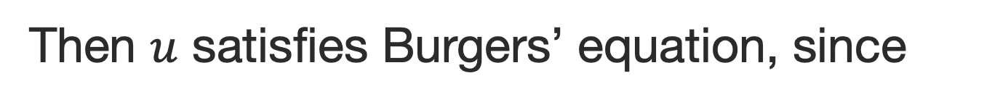 Then 𝑢 satisfies Burgers’ equation, since